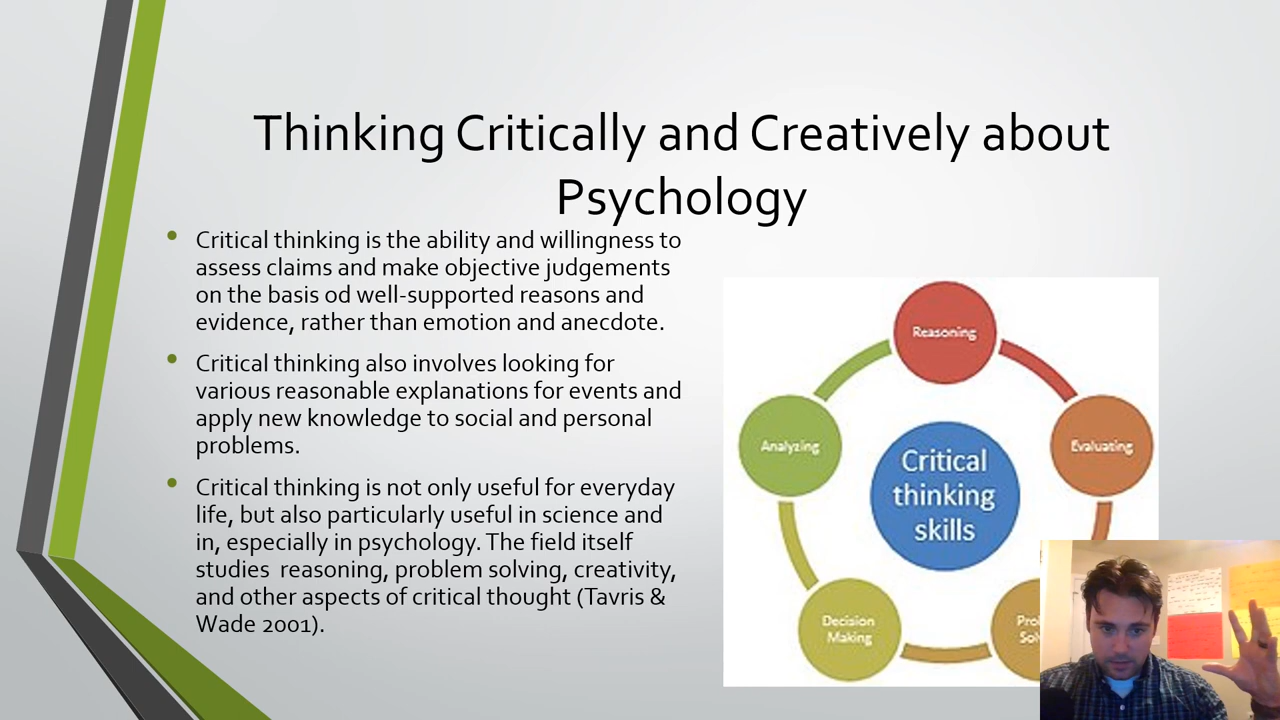 Thinking Critically and Creatively about
Psychology
• Critical thinking is the ability and willingness to
assess claims and make objective judgements
on the basis od well-supported reasons and
evidence, rather than emotion and anecdote.
• Critical thinking also involves looking for
various reasonable explanations for events and
apply new knowledge to social and personal
problems.
• Critical thinking is not only useful for everyday
life, but also particularly useful in science and
in, especially in psychology. The field itself
studies reasoning, problem solving, creativity,
and other aspects of critical thought (Tavris &
Wade 2001).
Reasoning
Analyzing
Evaluating
Critical
thinking
skills
Decision
Making